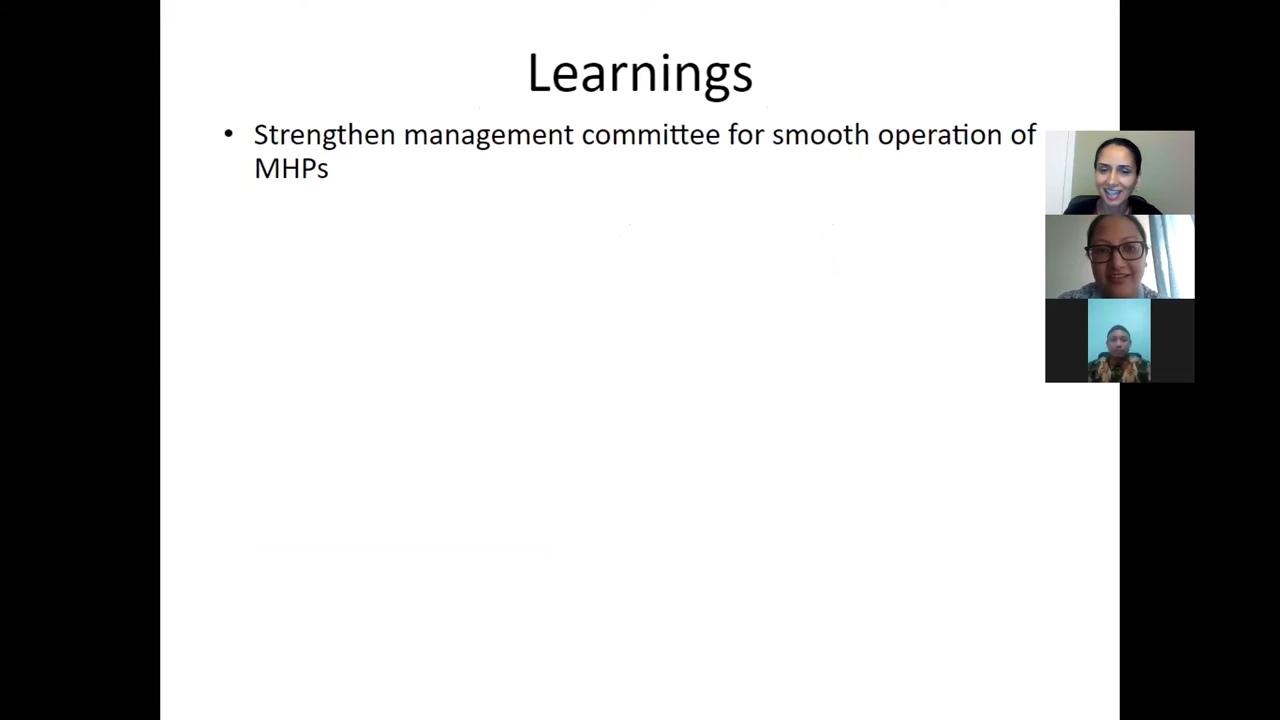 Learnings
• Strengthen management committee for smooth operation of
MHPs